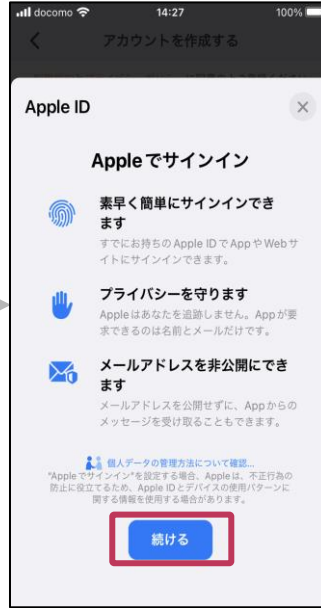 docomo 14:27 100%
アカウントを作成する
Apple ID
Appleでサインイン
素早く簡単にサインインでき
ます
すでにお持ちのApple IDでAppやWebサ
イトにサインインできます。
プライバシーを守ります
Appleはあなたを追跡しません。Appが要
求できるのは名前とメールだけです。
メールアドレスを非公開にでき
ます
メールアドレスを公開せずに、Appからの
メッセージを受け取ることもできます。
個人データの管理方法について確認...
"Appleでサインイン"を設定する場合、Appleは、不正行為の
防止に役立てるため、Apple IDとデバイスの使用パターンに
関する情報を使用する場合があります。
続ける